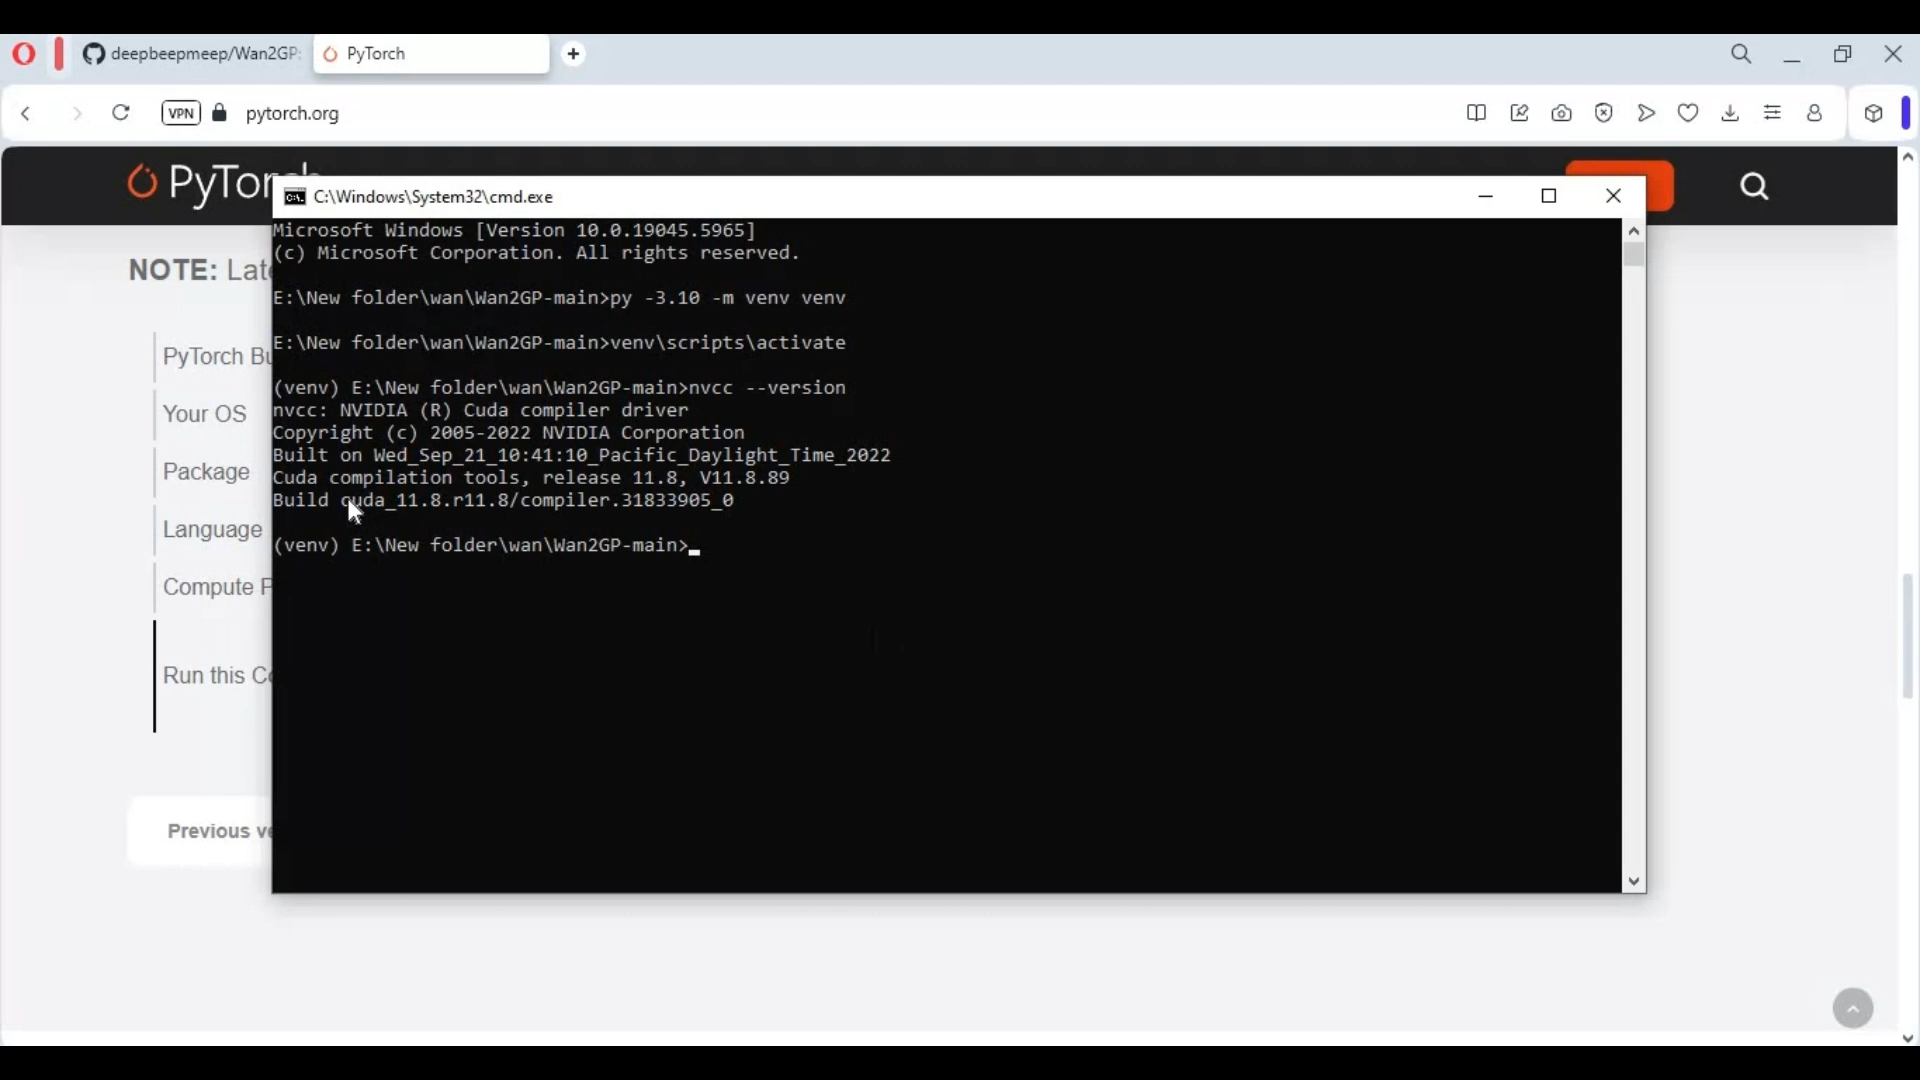 deepbeepmeep/Wan2GP:
PyTorch
VPN
pytorch.org
PyTor
C:\Windows\System32\cmd.exe
Microsoft Windows [Version 10.0.19045.5965]
(c) Microsoft Corporation. All rights reserved.
E:\New folder\wan\Wan2GP-main>py -3.10 -m venv venv
E:\New folder\wan\Wan2GP-main>venv\scripts\activate
(venv) E:\New folder\wan\Wan2GP-main>nvcc --version
nvcc: NVIDIA (R) Cuda compiler driver
Copyright (c) 2005-2022 NVIDIA Corporation
Built on Wed_Sep_21_10:41:10_Pacific_Daylight_Time_2022
Cuda compilation tools, release 11.8, V11.8.89
Build cuda_11.8.r11.8/compiler.31833905_0
(venv) E:\New folder\wan\Wan2GP-main>
NOTE: Late
PyTorch Bu
Your OS
Package
Language
Compute P
Run this Co
Previous ve